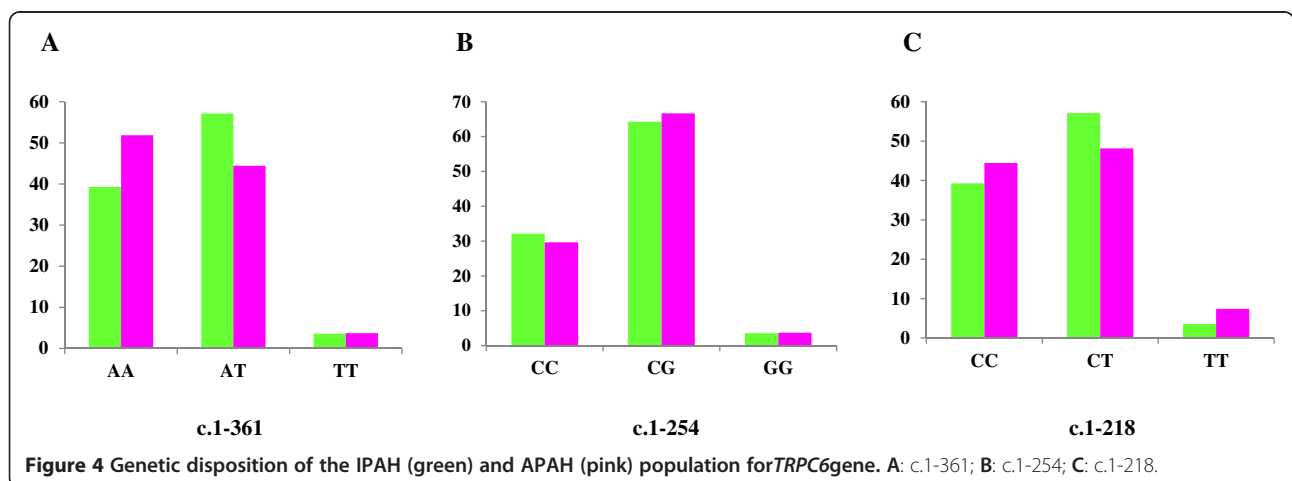 A
B
C
60
50
40
30
20
10
0
AA
AT
TT
c.1-361
70
60
50
40
30
20
10
0
CC
CG
GG
c.1-254
60
50
40
30
20
10
0
CC
CT
TT
c.1-218
Figure 4 Genetic disposition of the IPAH (green) and APAH (pink) population forTRPC6gene. A: c.1-361; B: c.1-254; C: c.1-218.